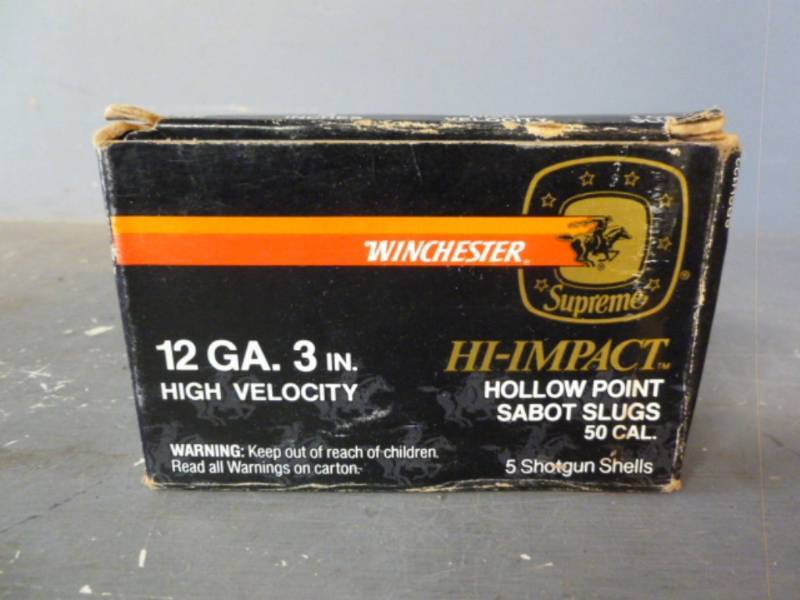 WINCHESTER®
Supreme®
12 GA. 3 IN.
HIGH VELOCITY
HI-IMPACT™
HOLLOW POINT
SABOT SLUGS
50 CAL.
WARNING: Keep out of reach of children.
Read all Warnings on carton.
5 Shotgun Shells